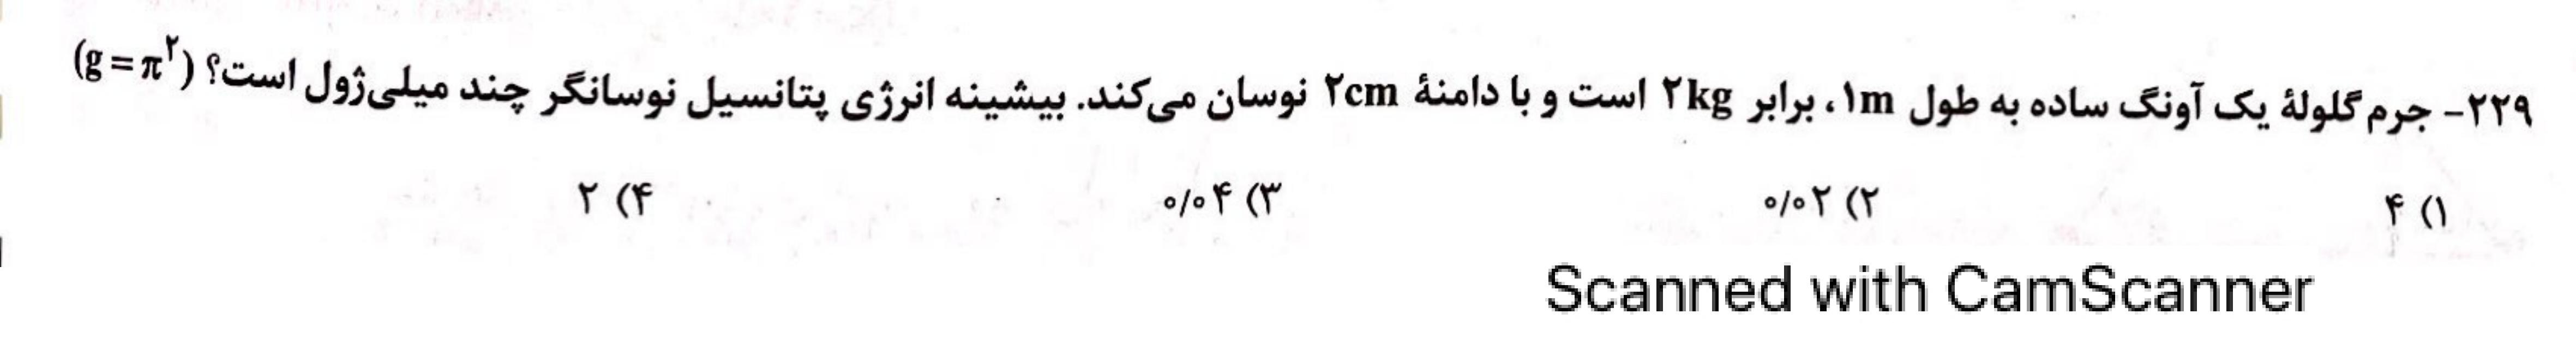 ۲۲۹- جرم گلولهٔ یک آونگ ساده به طول ۱m، برابر ۲kg است و با دامنهٔ ۲cm نوسان می‌کند. بیشینه انرژی پتانسیل نوسانگر چند میلی‌ژول است؟ (g=π²)
۱) ۴ ۲) ۰/۰۲ ۳) ۰/۰۴ ۴) ۲
Scanned with CamScanner